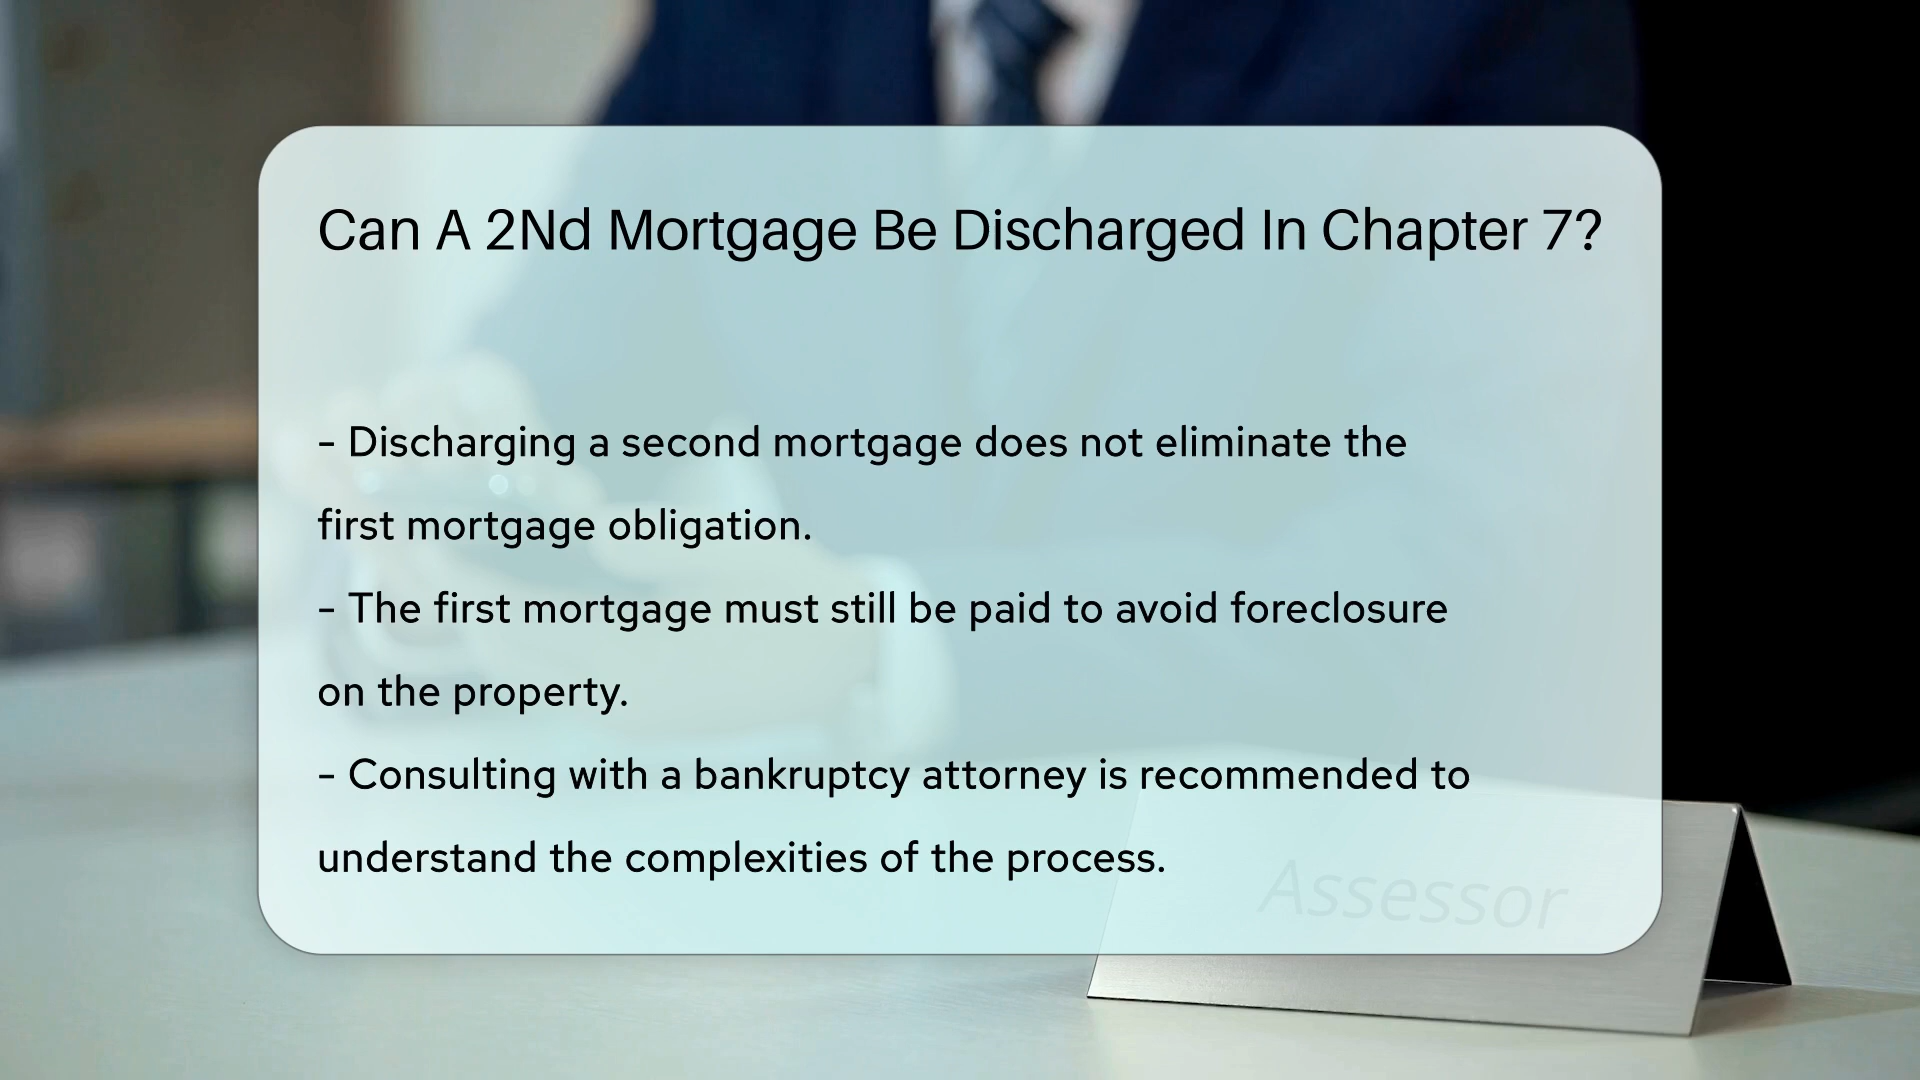 Can A 2Nd Mortgage Be Discharged In Chapter 7?
- Discharging a second mortgage does not eliminate the
first mortgage obligation.
- The first mortgage must still be paid to avoid foreclosure
on the property.
- Consulting with a bankruptcy attorney is recommended to
understand the complexities of the process.
Assessor